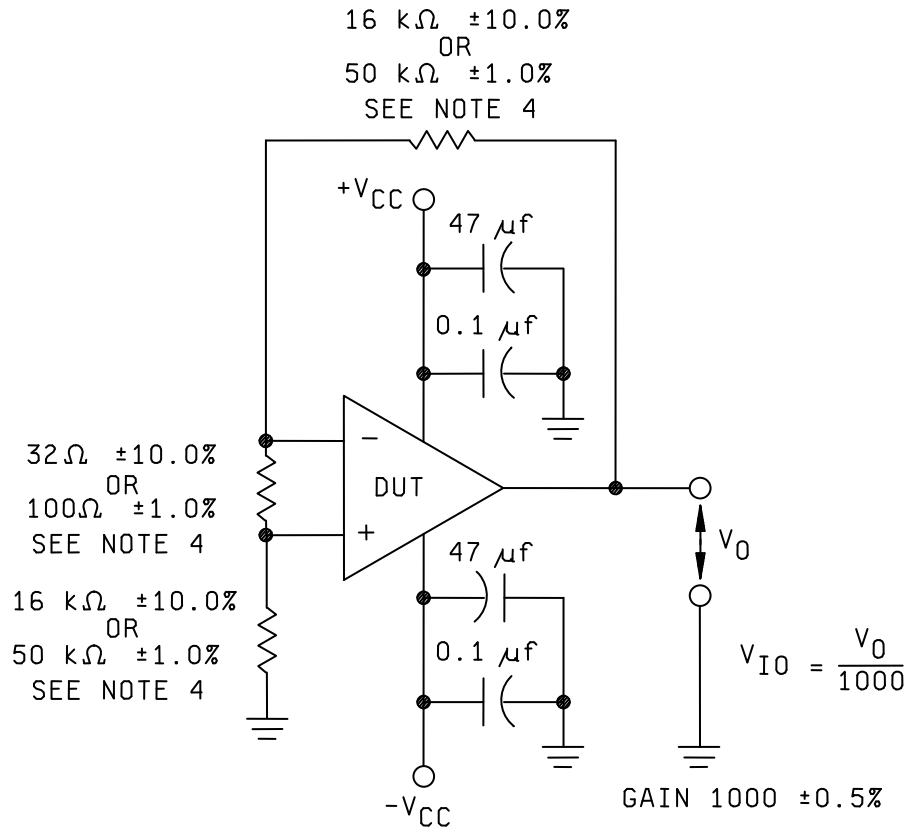 16 kΩ ±10.0%
OR
50 kΩ ±1.0%
SEE NOTE 4
+VCC
47 µf
0.1 µf
32Ω ±10.0%
OR
100Ω ±1.0%
SEE NOTE 4
−
DUT
+
VO
47 µf
16 kΩ ±10.0%
OR
50 kΩ ±1.0%
SEE NOTE 4
0.1 µf
VIO = VO/1000
−VCC
GAIN 1000 ±0.5%